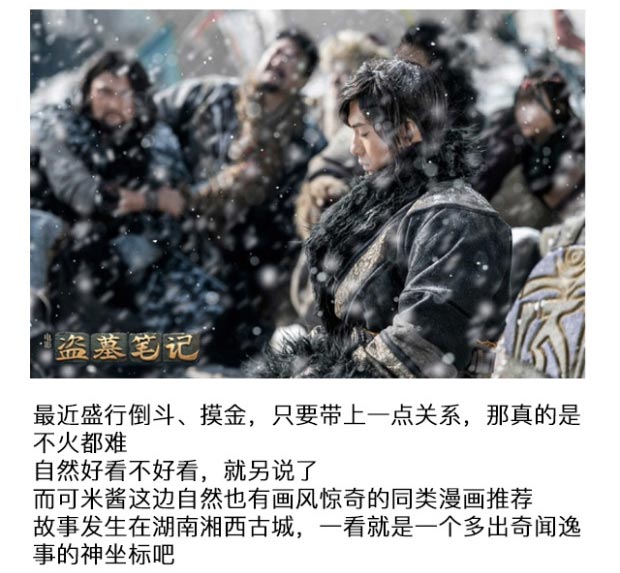 电影
盗墓笔记
最近盛行倒斗、摸金，只要带上一点关系，那真的是
不火都难
自然好看不好看，就另说了
而可米酱这边自然也有画风惊奇的同类漫画推荐
故事发生在湖南湘西古城，一看就是一个多出奇闻逸
事的神坐标吧